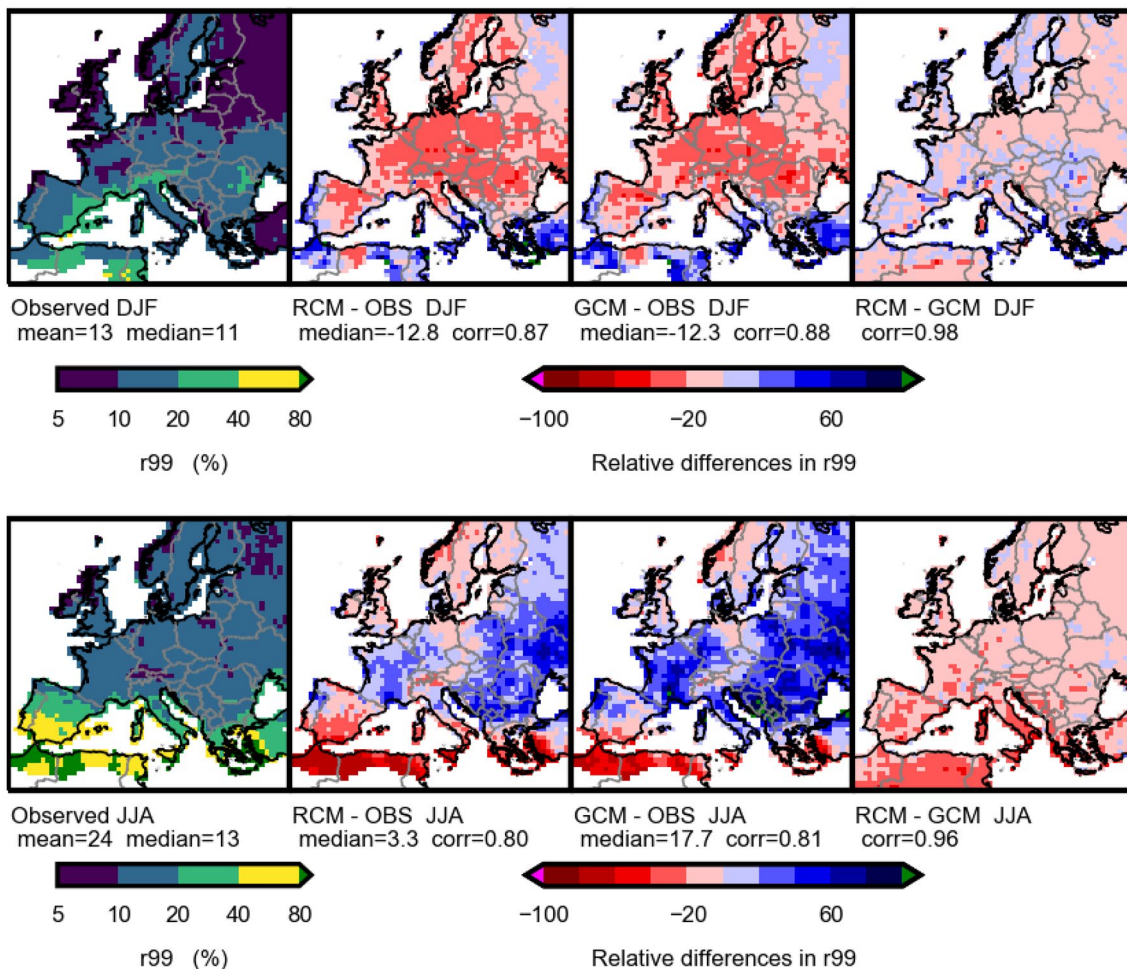 Observed DJF
mean=13 median=11
RCM - OBS DJF
median=-12.8 corr=0.87
GCM - OBS DJF
median=-12.3 corr=0.88
RCM - GCM DJF
corr=0.98
5 10 20 40 80
r99 (%)
−100 −20 60
Relative differences in r99
Observed JJA
mean=24 median=13
RCM - OBS JJA
median=3.3 corr=0.80
GCM - OBS JJA
median=17.7 corr=0.81
RCM - GCM JJA
corr=0.96
5 10 20 40 80
r99 (%)
−100 −20 60
Relative differences in r99